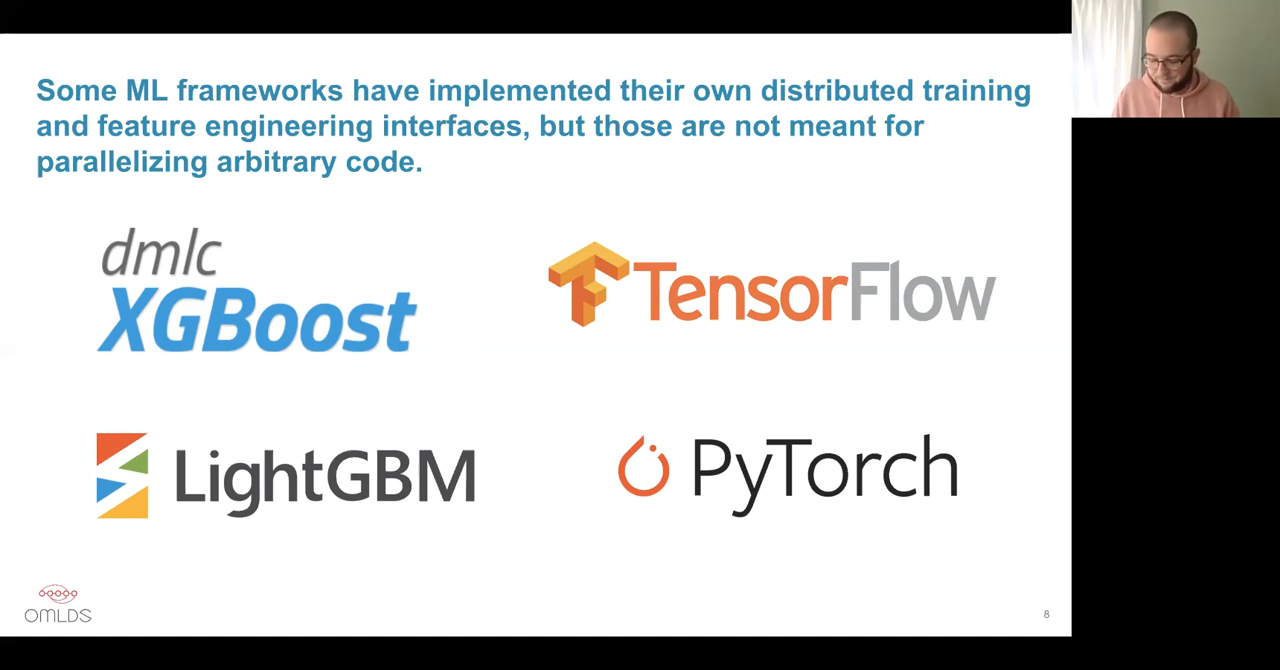 Some ML frameworks have implemented their own distributed training
and feature engineering interfaces, but those are not meant for
parallelizing arbitrary code.
dmlc
XGBoost
TensorFlow
LightGBM
PyTorch
OMLDS
8